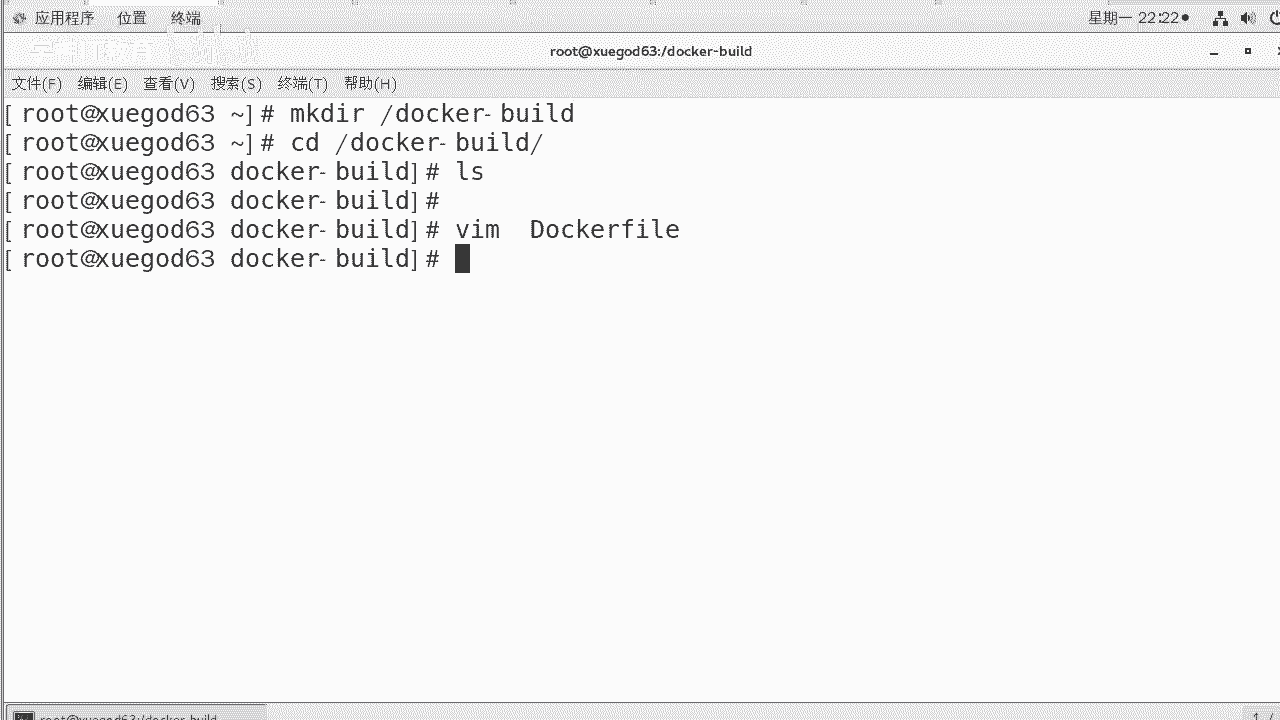 应用程序 位置 终端 星期一 22:22
root@xuegod63:/docker-build
文件(F) 编辑(E) 查看(V) 搜索(S) 终端(T) 帮助(H)
[root@xuegod63 ~]# mkdir /docker-build
[root@xuegod63 ~]# cd /docker-build/
[root@xuegod63 docker-build]# ls
[root@xuegod63 docker-build]#
[root@xuegod63 docker-build]# vim  Dockerfile
[root@xuegod63 docker-build]#
root@xuegod63:/docker-build